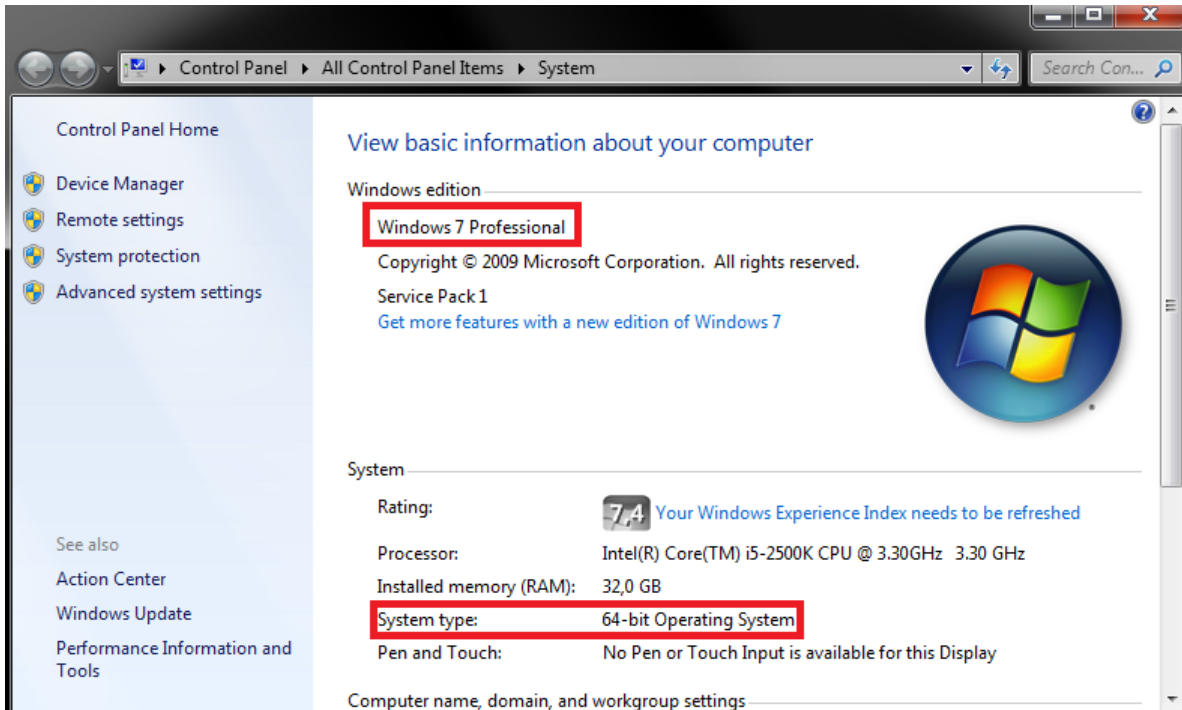 Control Panel ▸ All Control Panel Items ▸ System
Search Con...
Control Panel Home
Device Manager
Remote settings
System protection
Advanced system settings
See also
Action Center
Windows Update
Performance Information and
Tools
View basic information about your computer
Windows edition
Windows 7 Professional
Copyright © 2009 Microsoft Corporation. All rights reserved.
Service Pack 1
Get more features with a new edition of Windows 7
System
Rating:
7,4 Your Windows Experience Index needs to be refreshed
Processor: Intel(R) Core(TM) i5-2500K CPU @ 3.30GHz 3.30 GHz
Installed memory (RAM): 32,0 GB
System type: 64-bit Operating System
Pen and Touch: No Pen or Touch Input is available for this Display
Computer name, domain, and workgroup settings